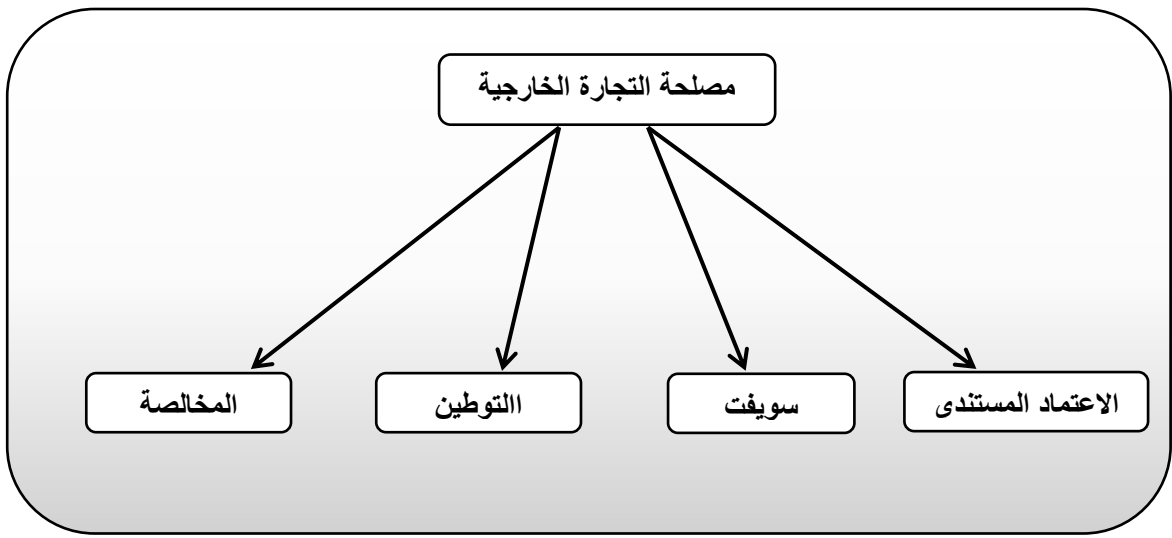 مصلحة التجارة الخارجية
الاعتماد المستندى
سويفت
االتوطين
المخالصة